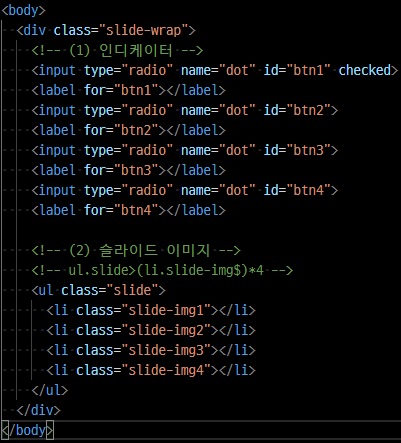 <body>
  <div class="slide-wrap">
    <!-- (1) 인디케이터 -->
    <input type="radio" name="dot" id="btn1" checked>
    <label for="btn1"></label>
    <input type="radio" name="dot" id="btn2">
    <label for="btn2"></label>
    <input type="radio" name="dot" id="btn3">
    <label for="btn3"></label>
    <input type="radio" name="dot" id="btn4">
    <label for="btn4"></label>

    <!-- (2) 슬라이드 이미지 -->
    <!-- ul.slide>(li.slide-img$)*4 -->
    <ul class="slide">
      <li class="slide-img1"></li>
      <li class="slide-img2"></li>
      <li class="slide-img3"></li>
      <li class="slide-img4"></li>
    </ul>
  </div>
</body>